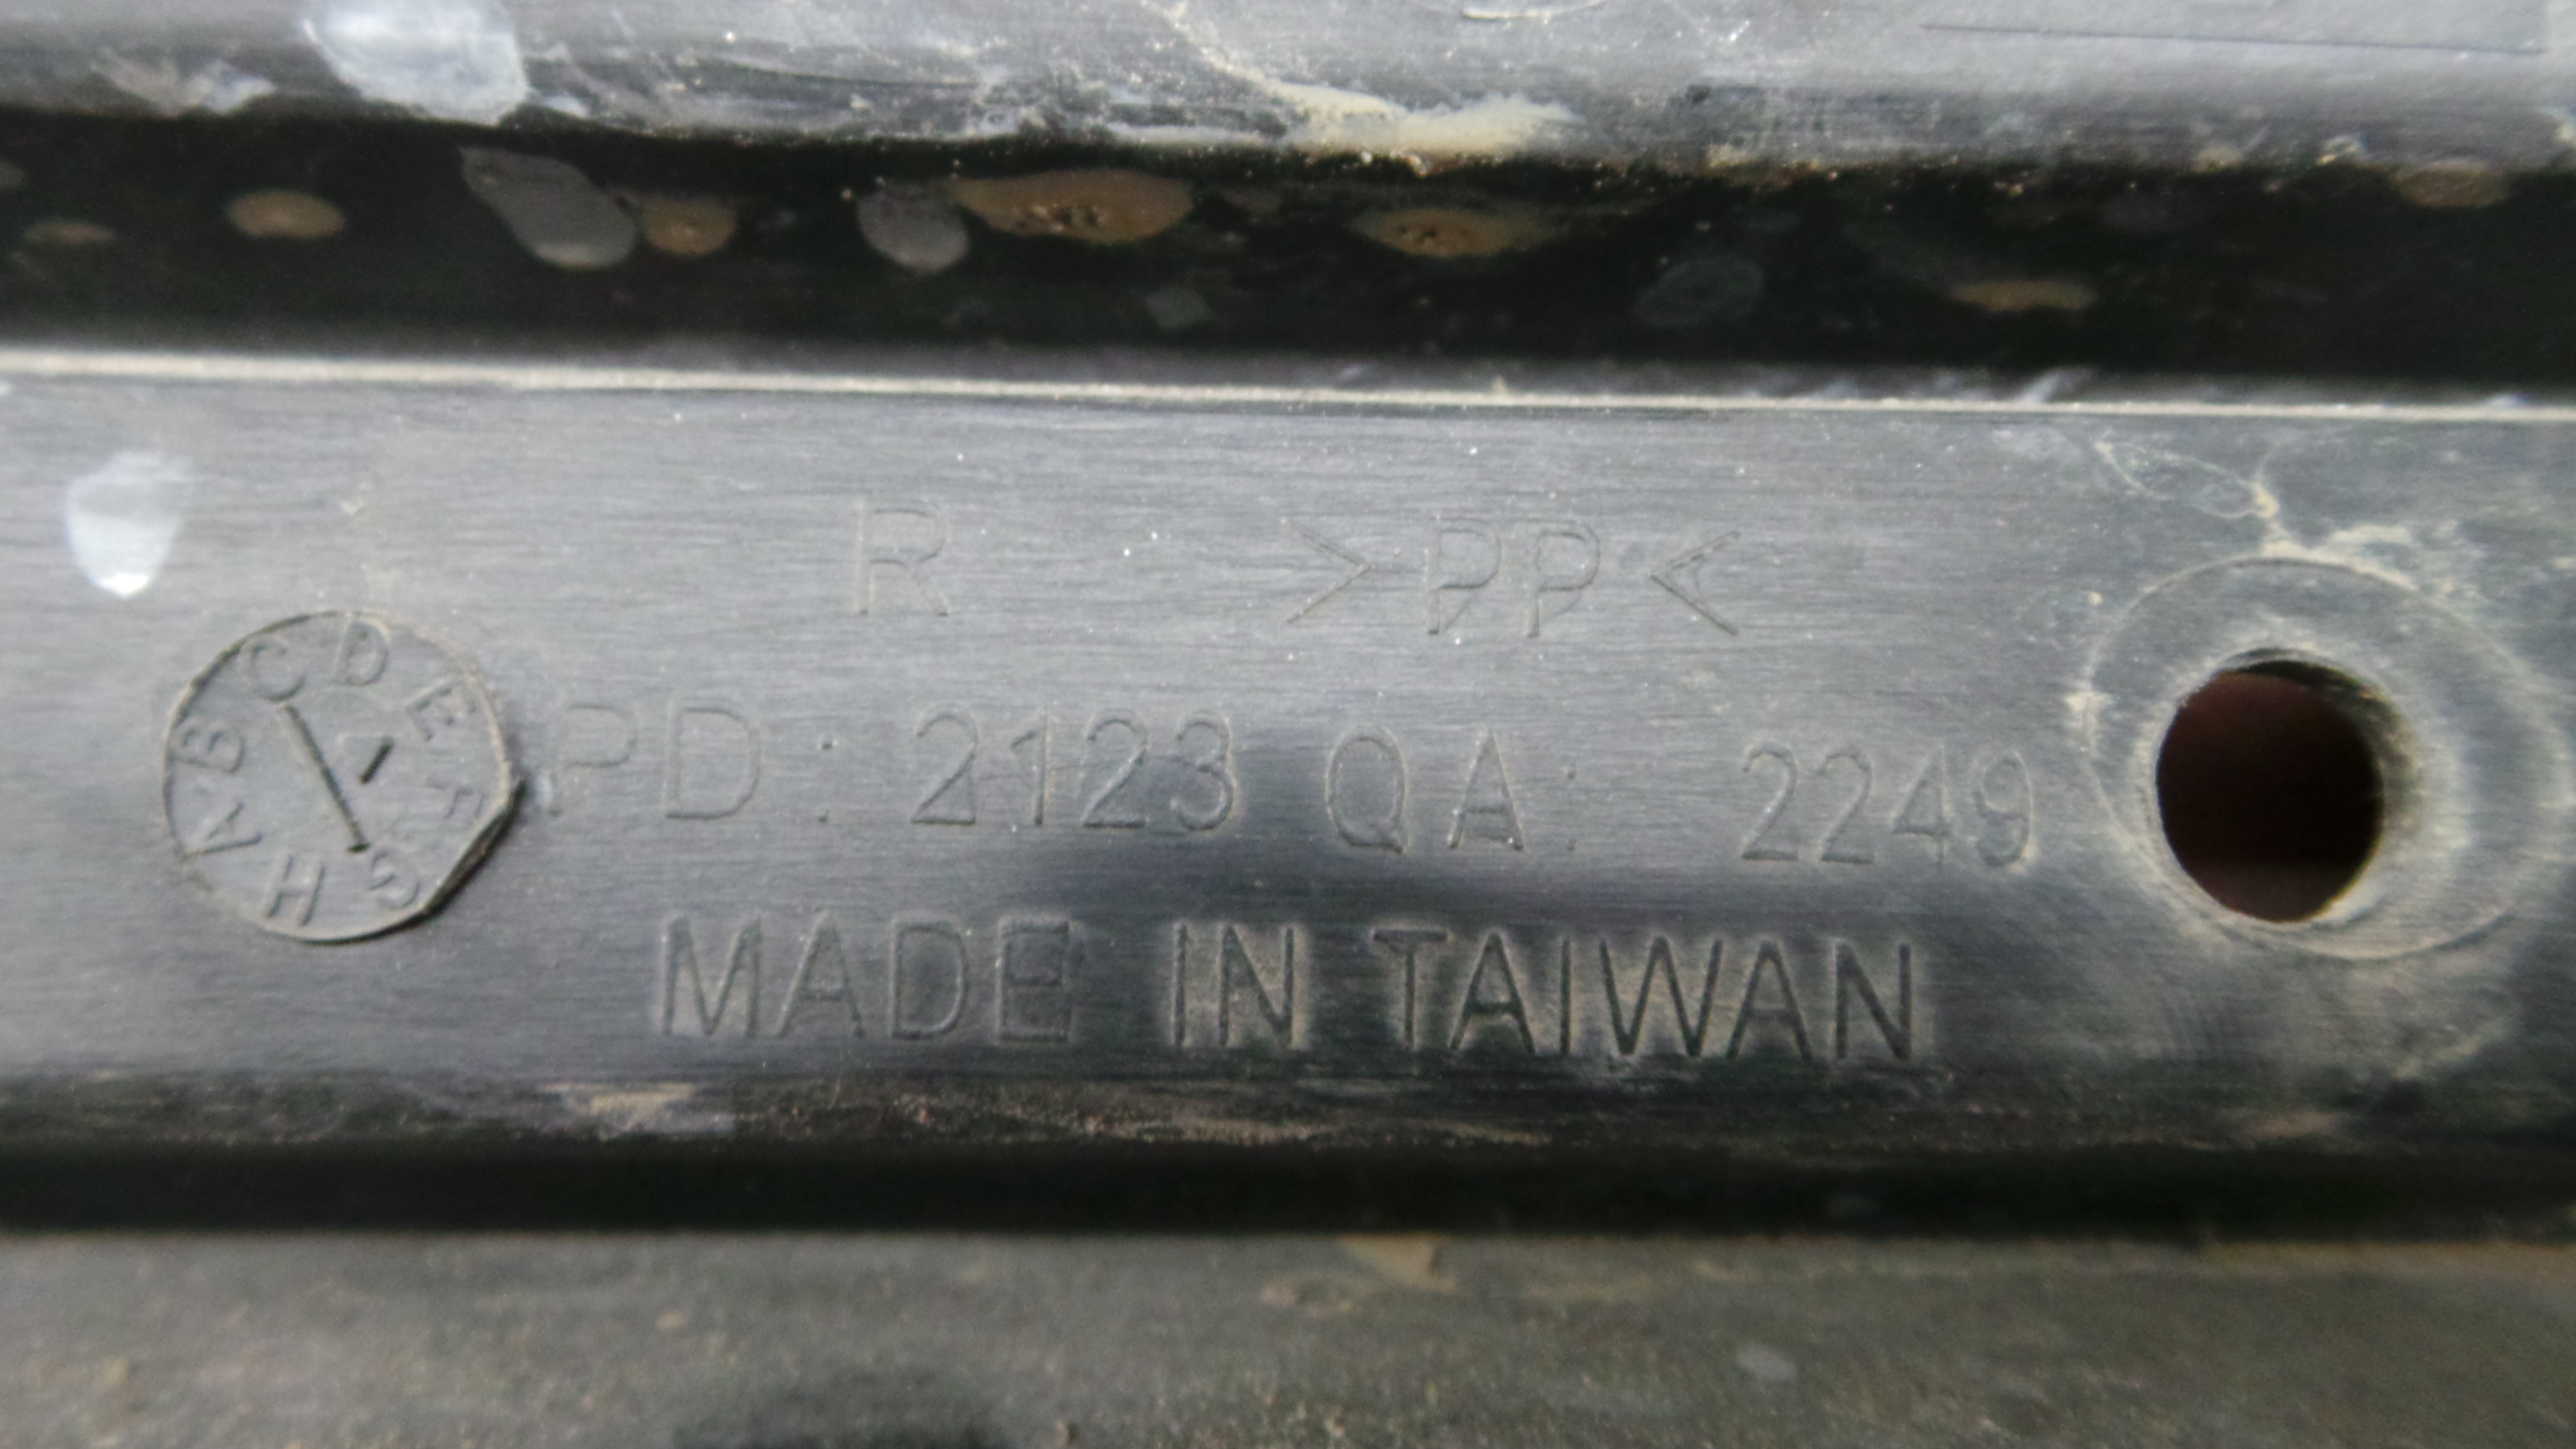 R >PP<
PD: 2123 QA: 2249
MADE IN TAIWAN
A B C D E F G H